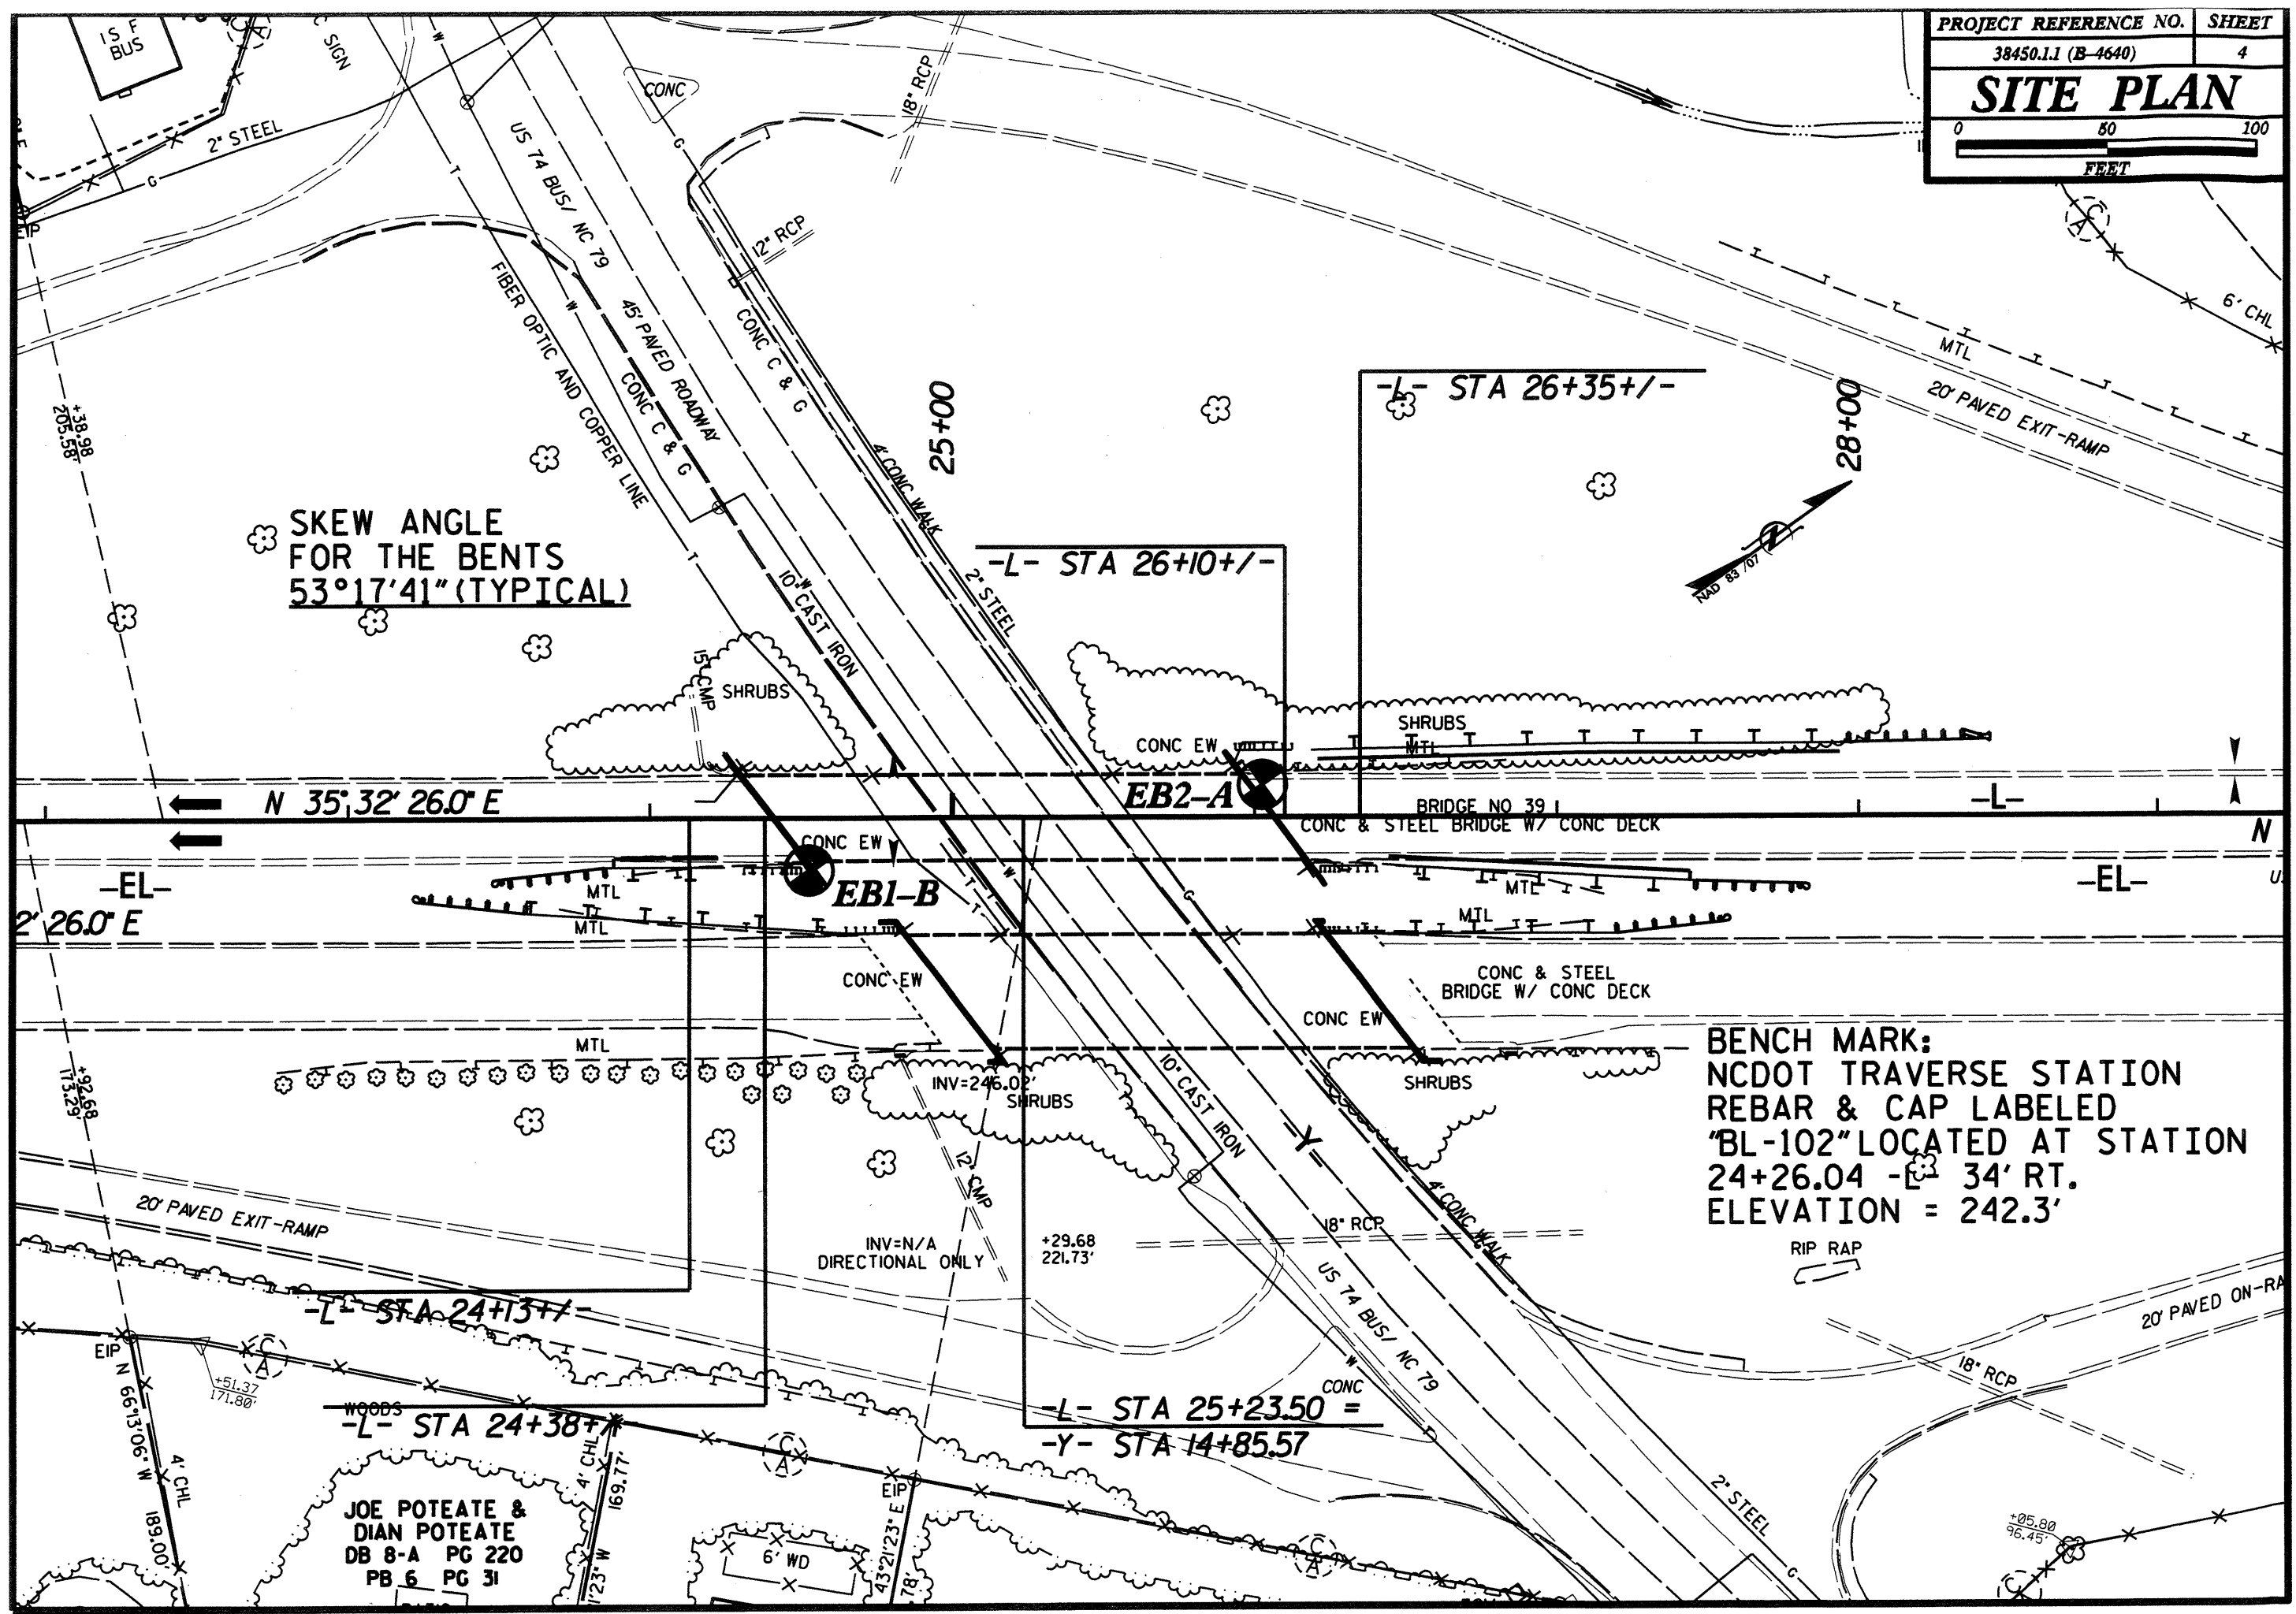 PROJECT REFERENCE NO. SHEET
38450.1.1 (B-4640) 4
SITE PLAN
0 50 100
FEET
I S F
BUS
C SIGN
2" STEEL
G
EIP
W
T
US 74 BUS/ NC 79
CONC
18" RCP
12" RCP
FIBER OPTIC AND COPPER LINE
45' PAVED ROADWAY
CONC C & G
CONC C & G
4' CONC WALK
25+00
28+00
-L- STA 26+35+/-
-L- STA 26+10+/-
MTL
20' PAVED EXIT-RAMP
6' CHL
NAD 83 /07
+38.98
205.58'
SKEW ANGLE
FOR THE BENTS
53°17'41" (TYPICAL)
10" CAST IRON
2" STEEL
15" CMP
SHRUBS
CONC EW
SHRUBS
MTL
N 35°32' 26.0" E
EB2-A
BRIDGE NO 39
CONC & STEEL BRIDGE W/ CONC DECK
-L-
N
CONC EW
-EL-
MTL
EB1-B
MTL
-EL-
2' 26.0" E
MTL
MTL
CONC EW
CONC & STEEL
BRIDGE W/ CONC DECK
CONC EW
MTL
INV=246.02'
SHRUBS
SHRUBS
BENCH MARK:
NCDOT TRAVERSE STATION
REBAR & CAP LABELED
"BL-102" LOCATED AT STATION
24+26.04 -L- 34' RT.
ELEVATION = 242.3'
+92.68
173.29'
10" CAST IRON
Y
12" CMP
4' CONC WALK
20' PAVED EXIT-RAMP
18" RCP
INV=N/A
DIRECTIONAL ONLY
+29.68
221.73'
RIP RAP
US 74 BUS/ NC 79
20' PAVED ON-RA
-L- STA 24+13+/-
EIP
C
A
+51.37
171.80'
18" RCP
CONC
WOODS
-L- STA 24+38+/-
-L- STA 25+23.50 =
-Y- STA 14+85.57
N 66°13'06" W
189.00'
4' CHL
4' CHL
169.77'
1'23" W
EIP
43°21'23" E
.78'
JOE POTEATE &
DIAN POTEATE
DB 8-A PG 220
PB 6 PG 31
6' WD
2" STEEL
G
+05.80
96.45'